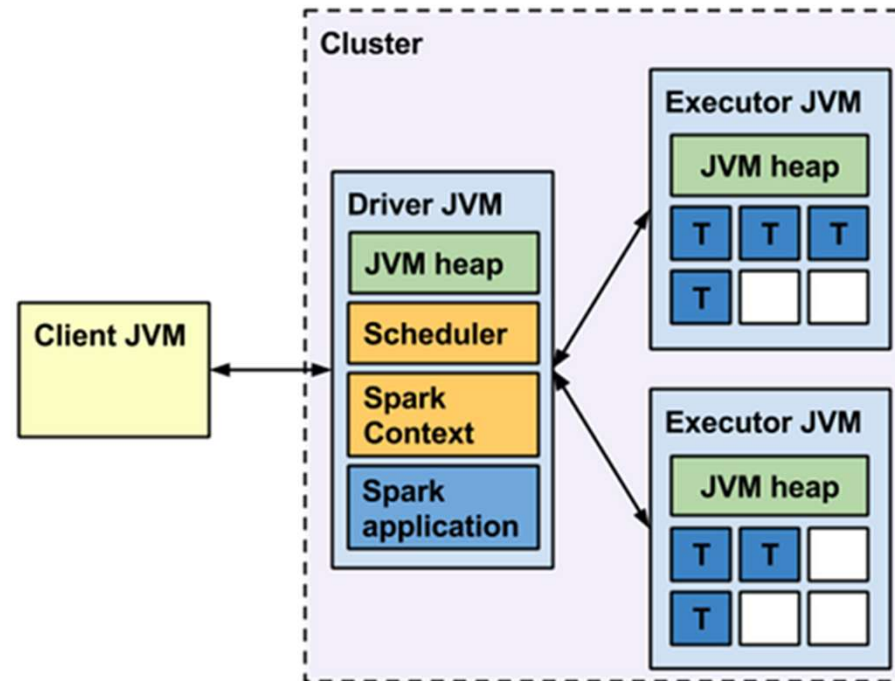 Cluster
Client JVM
Driver JVM
JVM heap
Scheduler
Spark
Context
Spark
application
Executor JVM
JVM heap
T T T
T
Executor JVM
JVM heap
T T
T